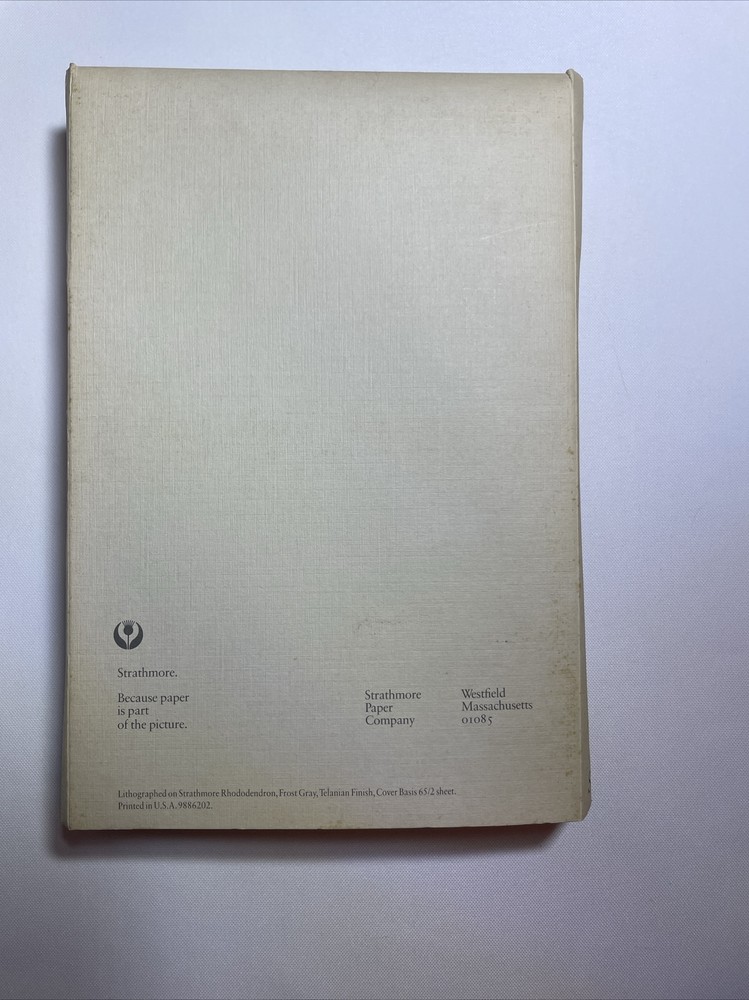 Strathmore.
Because paper
is part
of the picture.
Strathmore
Paper
Company
Westfield
Massachusetts
01085
Lithographed on Strathmore Rhododendron, Frost Gray, Telanian Finish, Cover Basis 65/2 sheet.
Printed in U.S.A. 9886202.